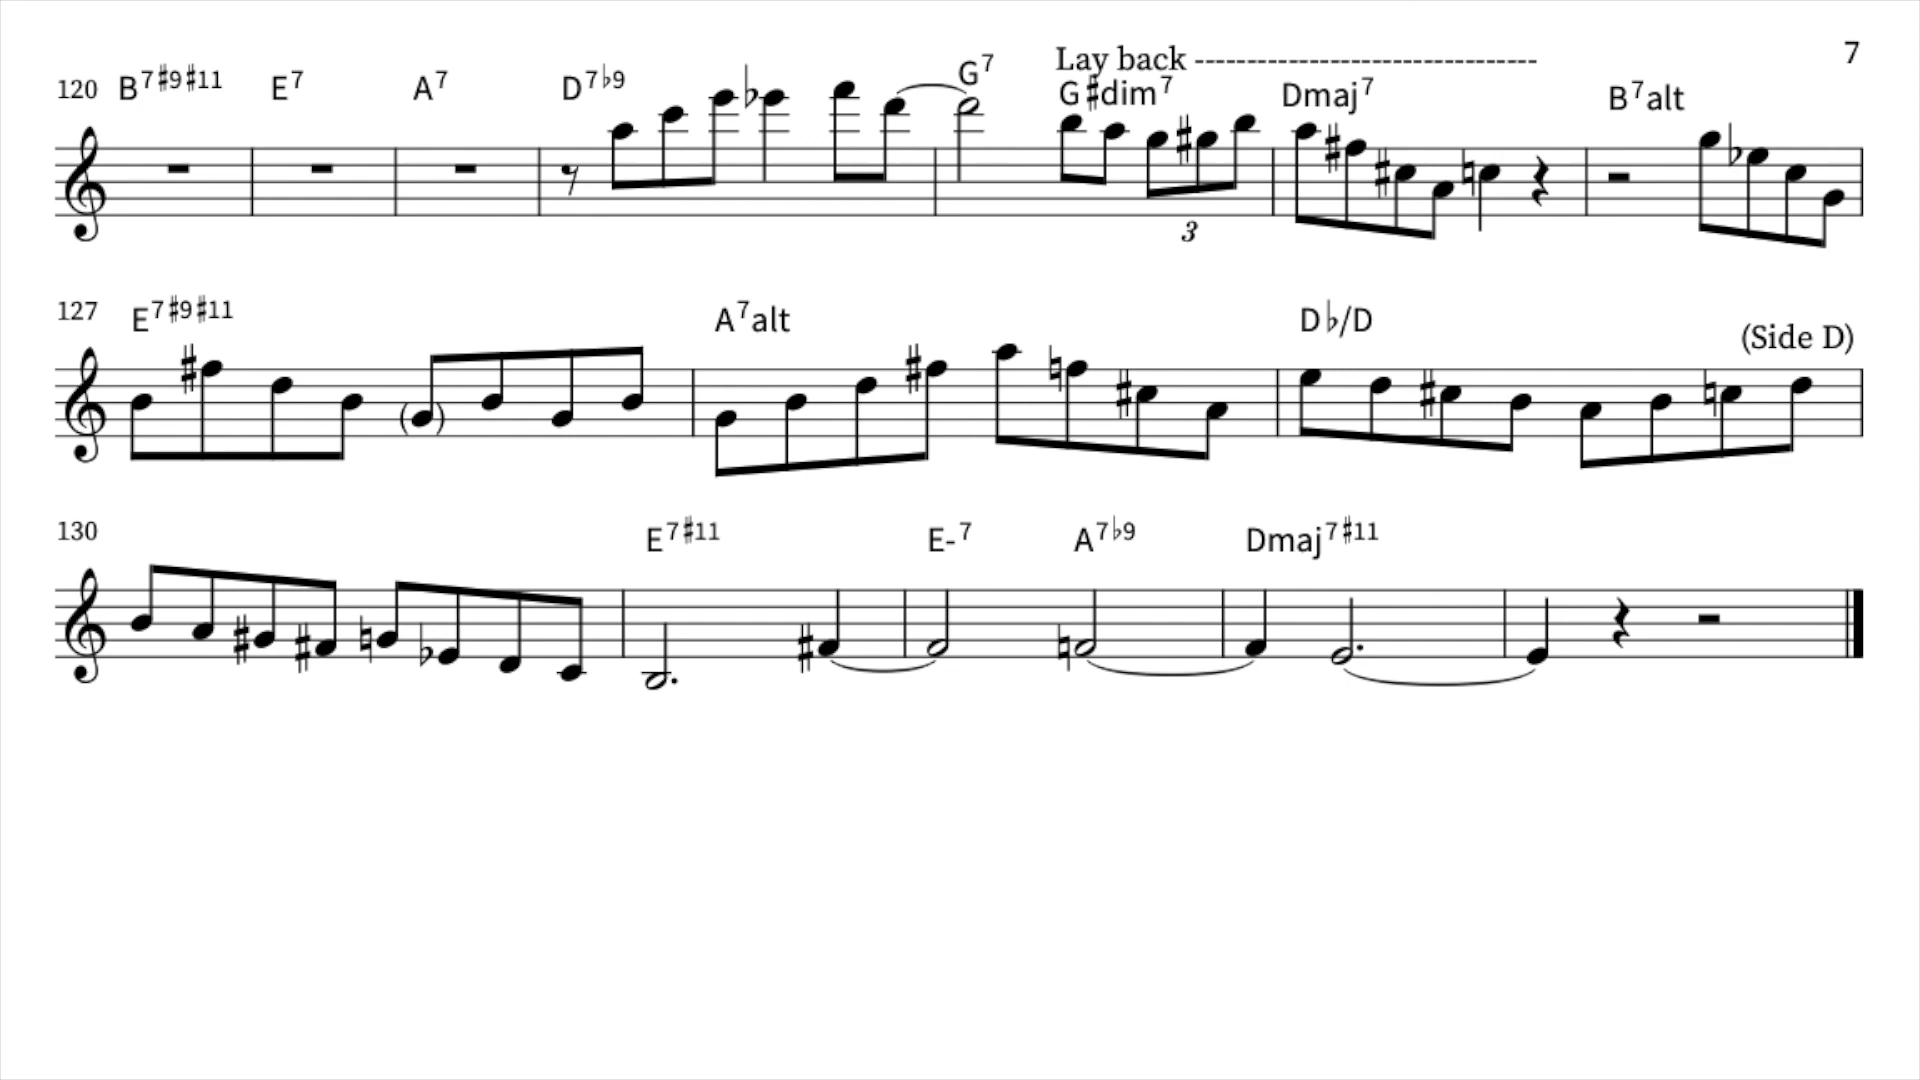 Lay back -------------------------------- 7
120 B7♯9♯11 E7 A7 D7♭9 G7 G♯dim7 Dmaj7 B7alt
3
127 E7♯9♯11 A7alt D♭/D (Side D)
130 E7♯11 E-7 A7♭9 Dmaj7♯11